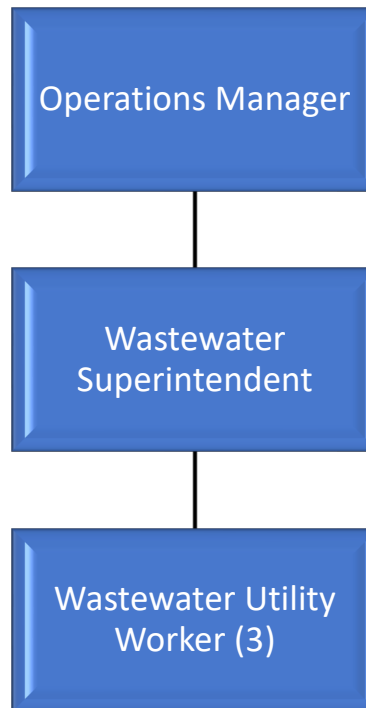 Operations Manager
Wastewater
Superintendent
Wastewater Utility
Worker (3)